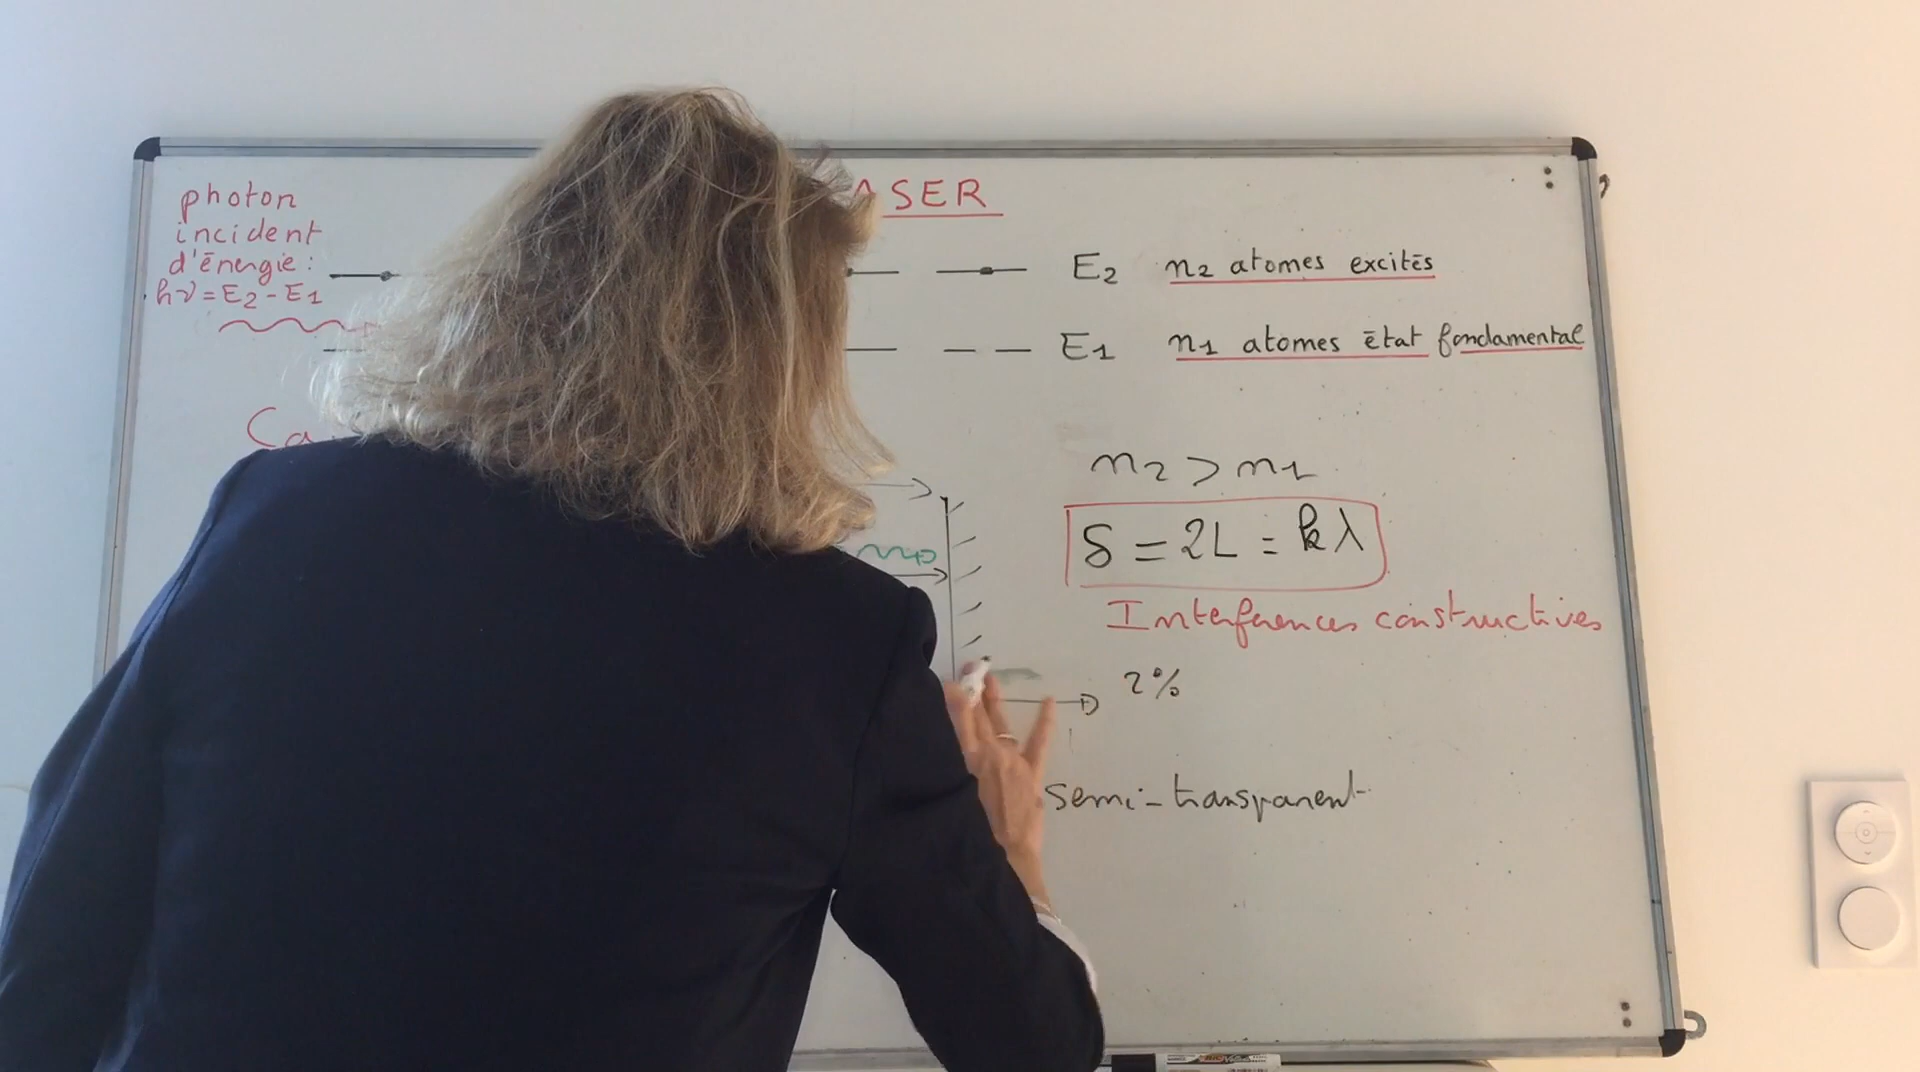 ASER
photon
incident
d'énergie :
hν = E2 - E1
E2 n2 atomes excités
E1 n1 atomes état fondamental
n2 > n1
δ = 2L = kλ
Interférences constructives
2%
semi-transparent